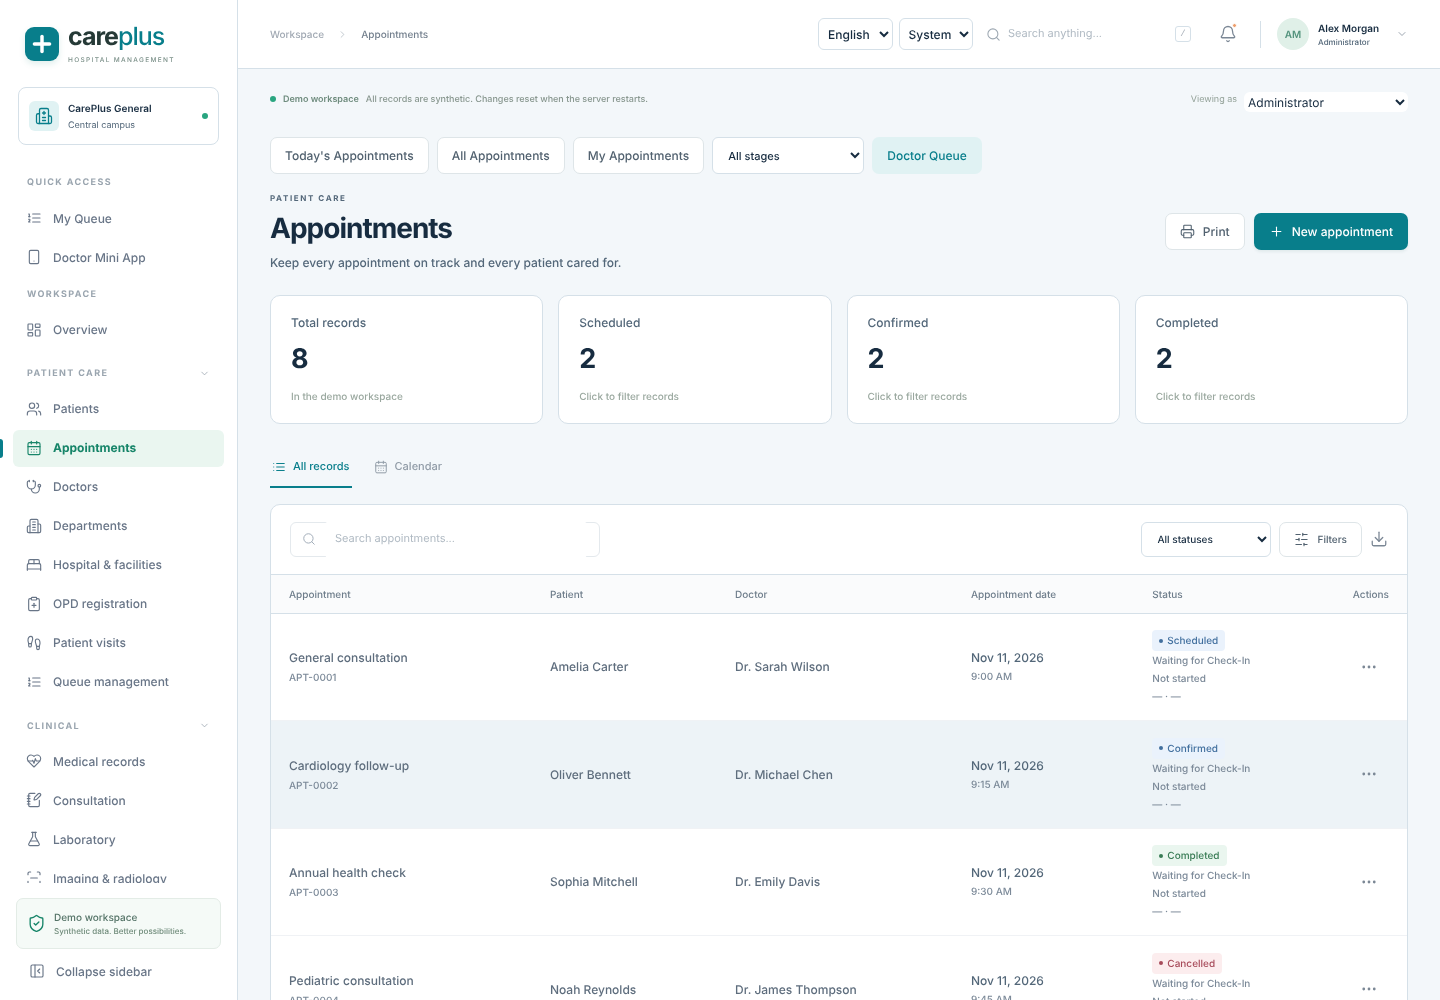 careplus
HOSPITAL MANAGEMENT
CarePlus General
Central campus
QUICK ACCESS
My Queue
Doctor Mini App
WORKSPACE
Overview
PATIENT CARE
Patients
Appointments
Doctors
Departments
Hospital & facilities
OPD registration
Patient visits
Queue management
CLINICAL
Medical records
Consultation
Laboratory
Imaging & radiology
Demo workspace
Synthetic data. Better possibilities.
Collapse sidebar
Workspace > Appointments
English
System
Search anything...
/
AM
Alex Morgan
Administrator
Demo workspace All records are synthetic. Changes reset when the server restarts.
Viewing as Administrator
Today's Appointments
All Appointments
My Appointments
All stages
Doctor Queue
PATIENT CARE
Appointments
Keep every appointment on track and every patient cared for.
Print
New appointment
Total records
8
In the demo workspace
Scheduled
2
Click to filter records
Confirmed
2
Click to filter records
Completed
2
Click to filter records
All records
Calendar
Search appointments...
All statuses
Filters
Appointment Patient Doctor Appointment date Status Actions
General consultation
APT-0001
Amelia Carter
Dr. Sarah Wilson
Nov 11, 2026
9:00 AM
Scheduled
Waiting for Check-In
Not started
— · —
Cardiology follow-up
APT-0002
Oliver Bennett
Dr. Michael Chen
Nov 11, 2026
9:15 AM
Confirmed
Waiting for Check-In
Not started
— · —
Annual health check
APT-0003
Sophia Mitchell
Dr. Emily Davis
Nov 11, 2026
9:30 AM
Completed
Waiting for Check-In
Not started
— · —
Pediatric consultation
APT-0004
Noah Reynolds
Dr. James Thompson
Nov 11, 2026
9:45 AM
Cancelled
Waiting for Check-In
Not started